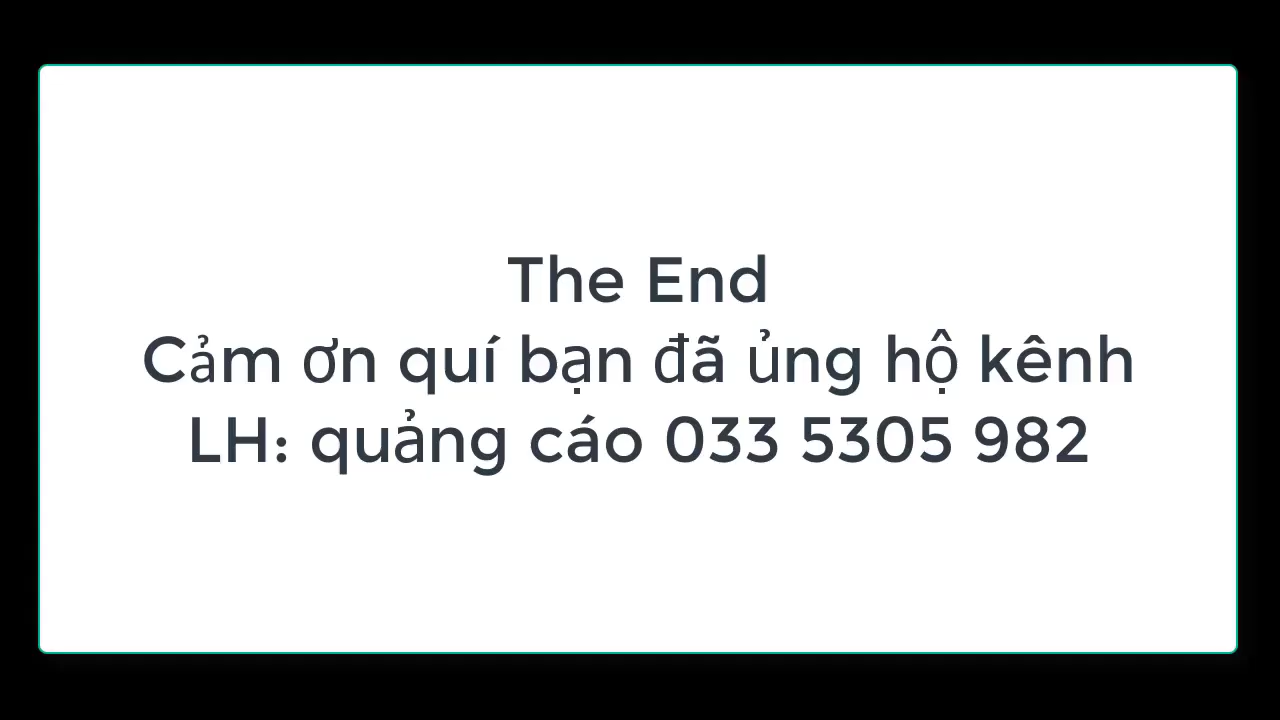 The End
Cảm ơn quí bạn đã ủng hộ kênh
LH: quảng cáo 033 5305 982